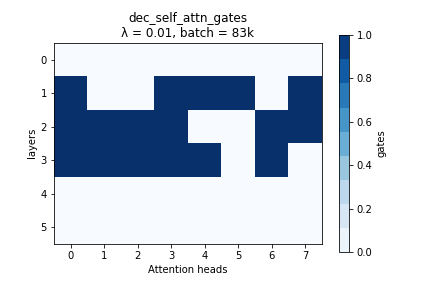 dec_self_attn_gates
λ = 0.01, batch = 83k
0
1
2
3
4
5
layers
0 1 2 3 4 5 6 7
Attention heads
1.0
0.8
0.6
0.4
0.2
0.0
gates